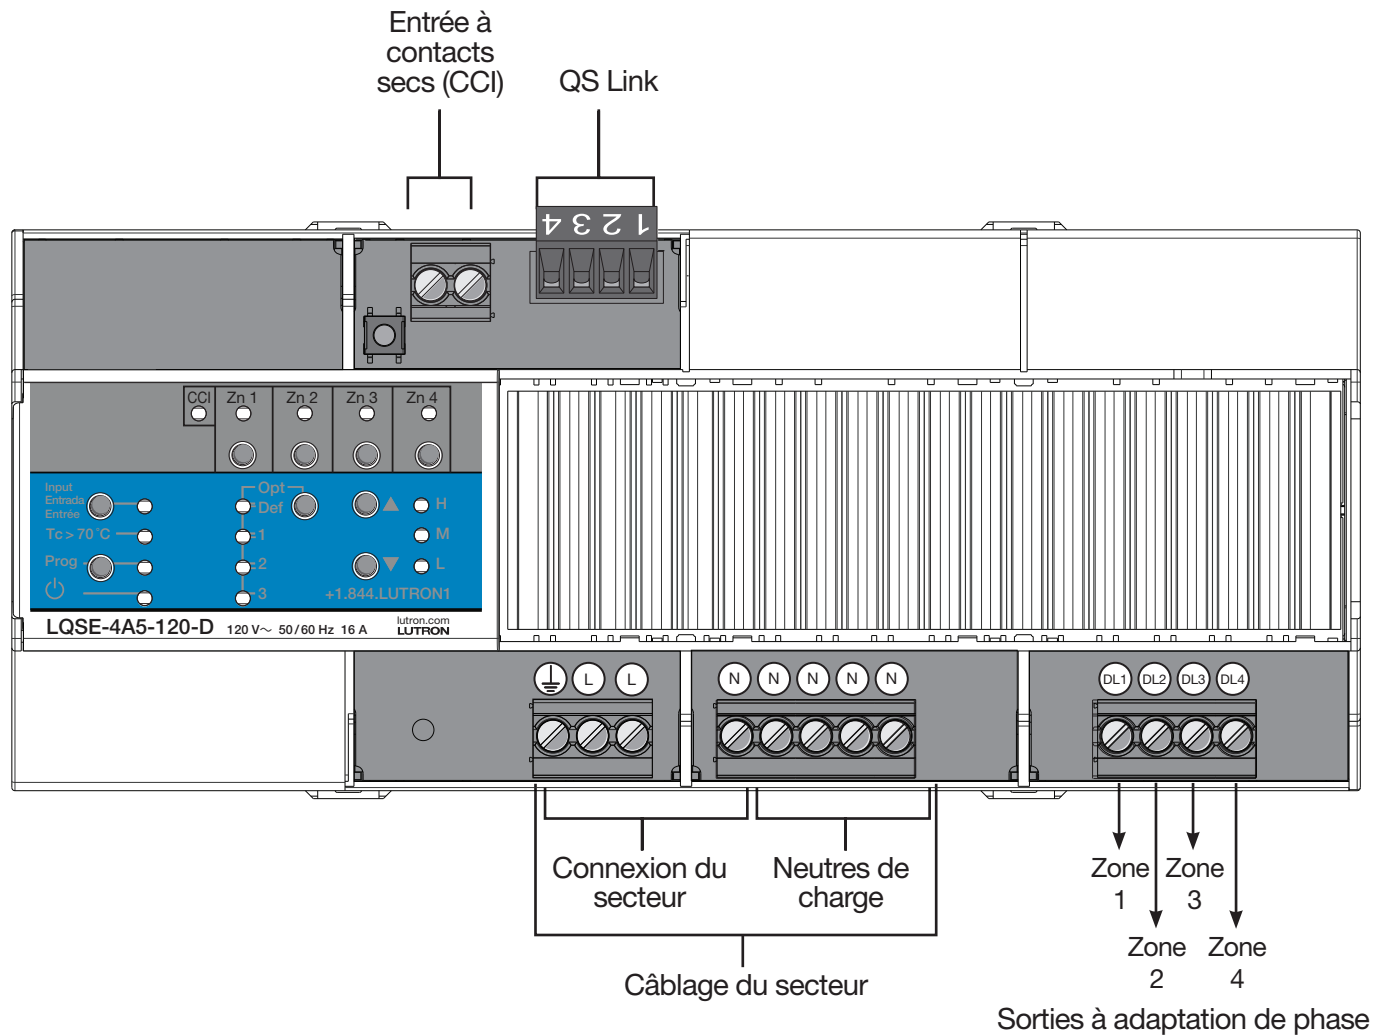 Entrée à
contacts
secs (CCI)
QS Link
4 3 2 1
CCI Zn 1 Zn 2 Zn 3 Zn 4
Input
Entrada
Entrée
Opt
Def
H
Tc > 70 °C
1
M
Prog
2
L
3
+1.844.LUTRON1
LQSE-4A5-120-D 120 V~ 50/60 Hz 16 A
lutron.com
LUTRON
L L N N N N N DL1 DL2 DL3 DL4
Connexion du
secteur
Neutres de
charge
Câblage du secteur
Zone
1
Zone
3
Zone
2
Zone
4
Sorties à adaptation de phase